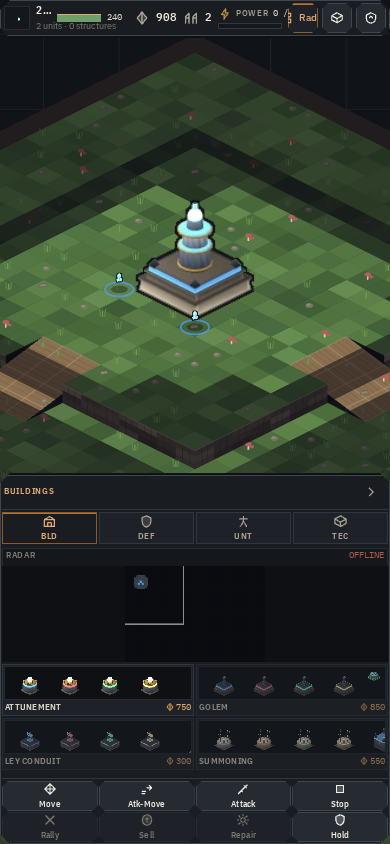 2... 240 908 2 POWER 0 / Rad
2 units · 0 structures
BUILDINGS
BLD DEF UNT TEC
RADAR OFFLINE
ATTUNEMENT 750 GOLEM 850
LEY CONDUIT 300 SUMMONING 550
Move Atk-Move Attack Stop
Rally Sell Repair Hold